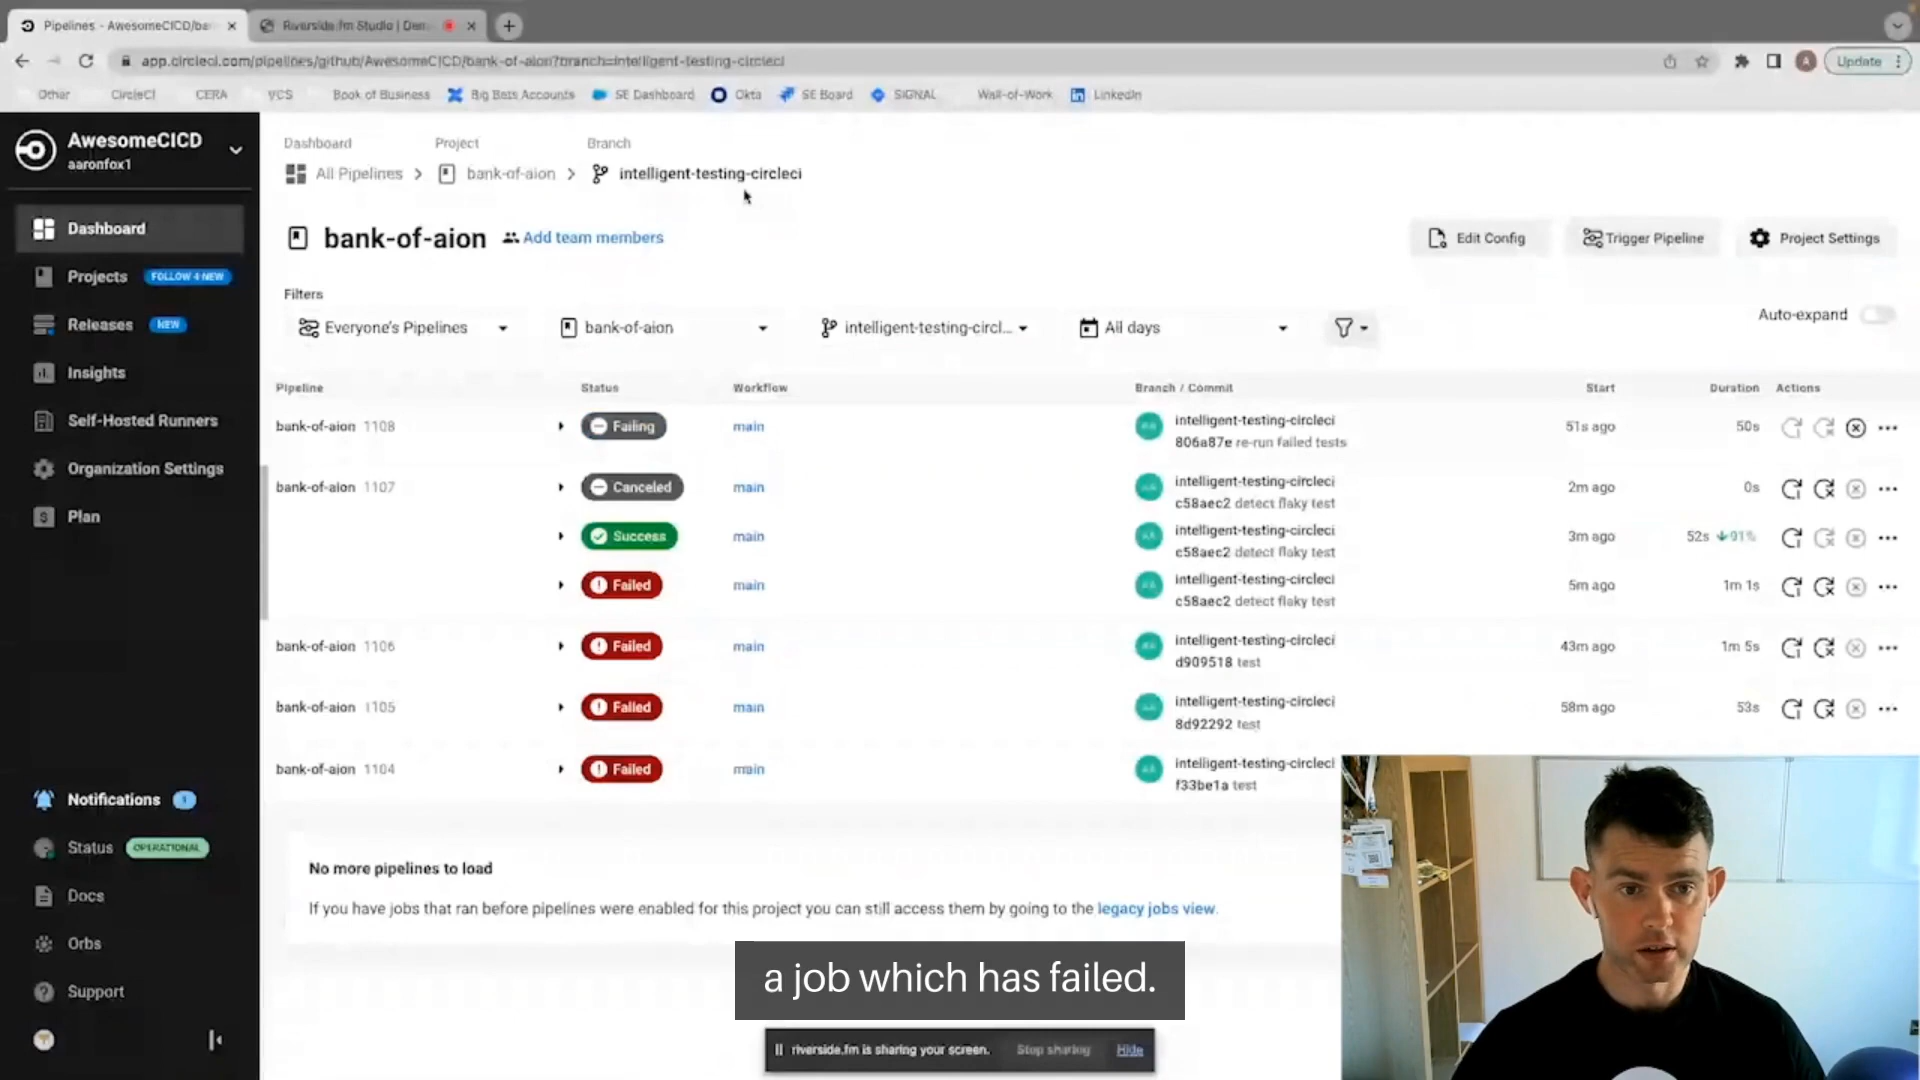 Pipelines - AwesomeCICD/ba
Riverside.fm Studio | Den
app.circleci.com/pipelines/github/AwesomeCICD/bank-of-aion?branch=intelligent-testing-circleci
Update
Other
CircleCI
CERA
VCS
Book of Business
Big Bets Accounts
SE Dashboard
Okta
SE Board
SIGNAL
Wall-of-Work
LinkedIn
AwesomeCICD
aaronfox1
Dashboard
Projects FOLLOW 4 NEW
Releases NEW
Insights
Self-Hosted Runners
Organization Settings
Plan
Notifications 1
Status OPERATIONAL
Docs
Orbs
Support
Dashboard Project Branch
All Pipelines bank-of-aion intelligent-testing-circleci
bank-of-aion Add team members
Edit Config Trigger Pipeline Project Settings
Filters
Everyone's Pipelines bank-of-aion intelligent-testing-circl... All days
Auto-expand
Pipeline Status Workflow Branch / Commit Start Duration Actions
bank-of-aion 1108 Failing main intelligent-testing-circleci 51s ago 50s
806a87e re-run failed tests
bank-of-aion 1107 Canceled main intelligent-testing-circleci 2m ago 0s
c58aec2 detect flaky test
Success main intelligent-testing-circleci 3m ago 52s 91%
c58aec2 detect flaky test
Failed main intelligent-testing-circleci 5m ago 1m 1s
c58aec2 detect flaky test
bank-of-aion 1106 Failed main intelligent-testing-circleci 43m ago 1m 5s
d909518 test
bank-of-aion 1105 Failed main intelligent-testing-circleci 58m ago 53s
8d92292 test
bank-of-aion 1104 Failed main intelligent-testing-circleci
f33be1a test
No more pipelines to load
If you have jobs that ran before pipelines were enabled for this project you can still access them by going to the legacy jobs view.
a job which has failed.
riverside.fm is sharing your screen. Stop sharing Hide